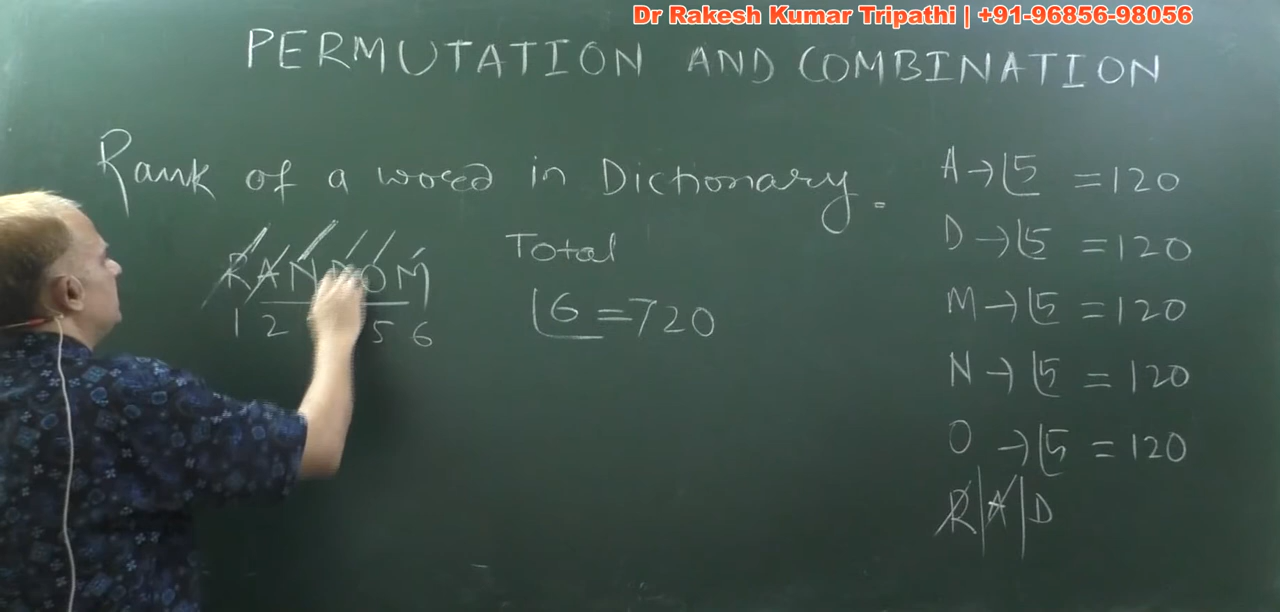 Dr Rakesh Kumar Tripathi | +91-96856-98056
PERMUTATION AND COMBINATION
Rank of a word in Dictionary.
RANDOM
1 2 5 6
Total
⌊6 = 720
A → ⌊5 = 120
D → ⌊5 = 120
M → ⌊5 = 120
N → ⌊5 = 120
O → ⌊5 = 120
R|A|D